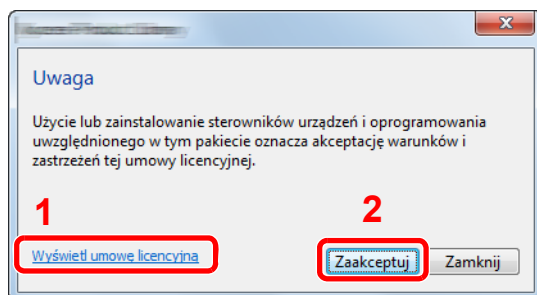 Uwaga
Użycie lub zainstalowanie sterowników urządzeń i oprogramowania
uwzględnionego w tym pakiecie oznacza akceptację warunków i
zastrzeżeń tej umowy licencyjnej.
1
2
Wyświetl umowę licencyjną
Zaakceptuj
Zamknij